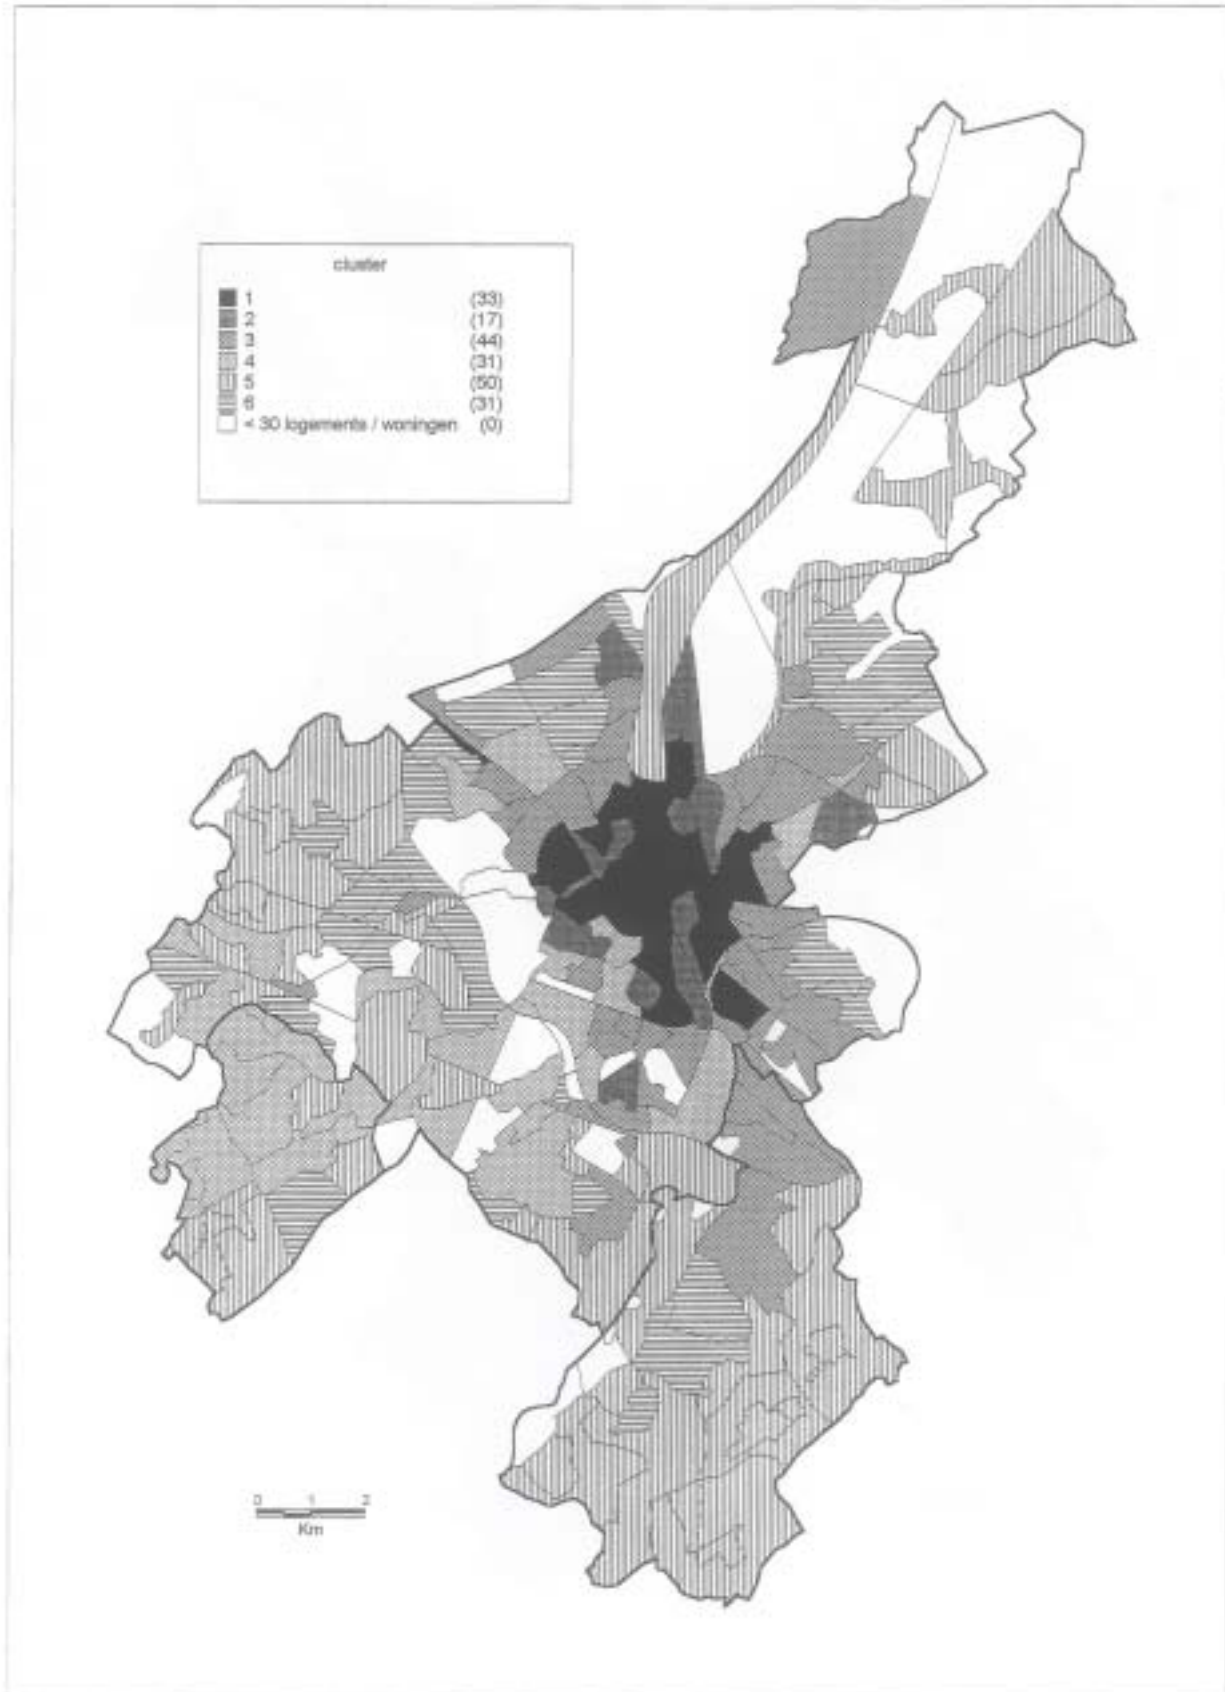 cluster
1 (33)
2 (17)
3 (44)
4 (31)
5 (50)
6 (31)
< 30 logements / woningen (0)
0 1 2
Km